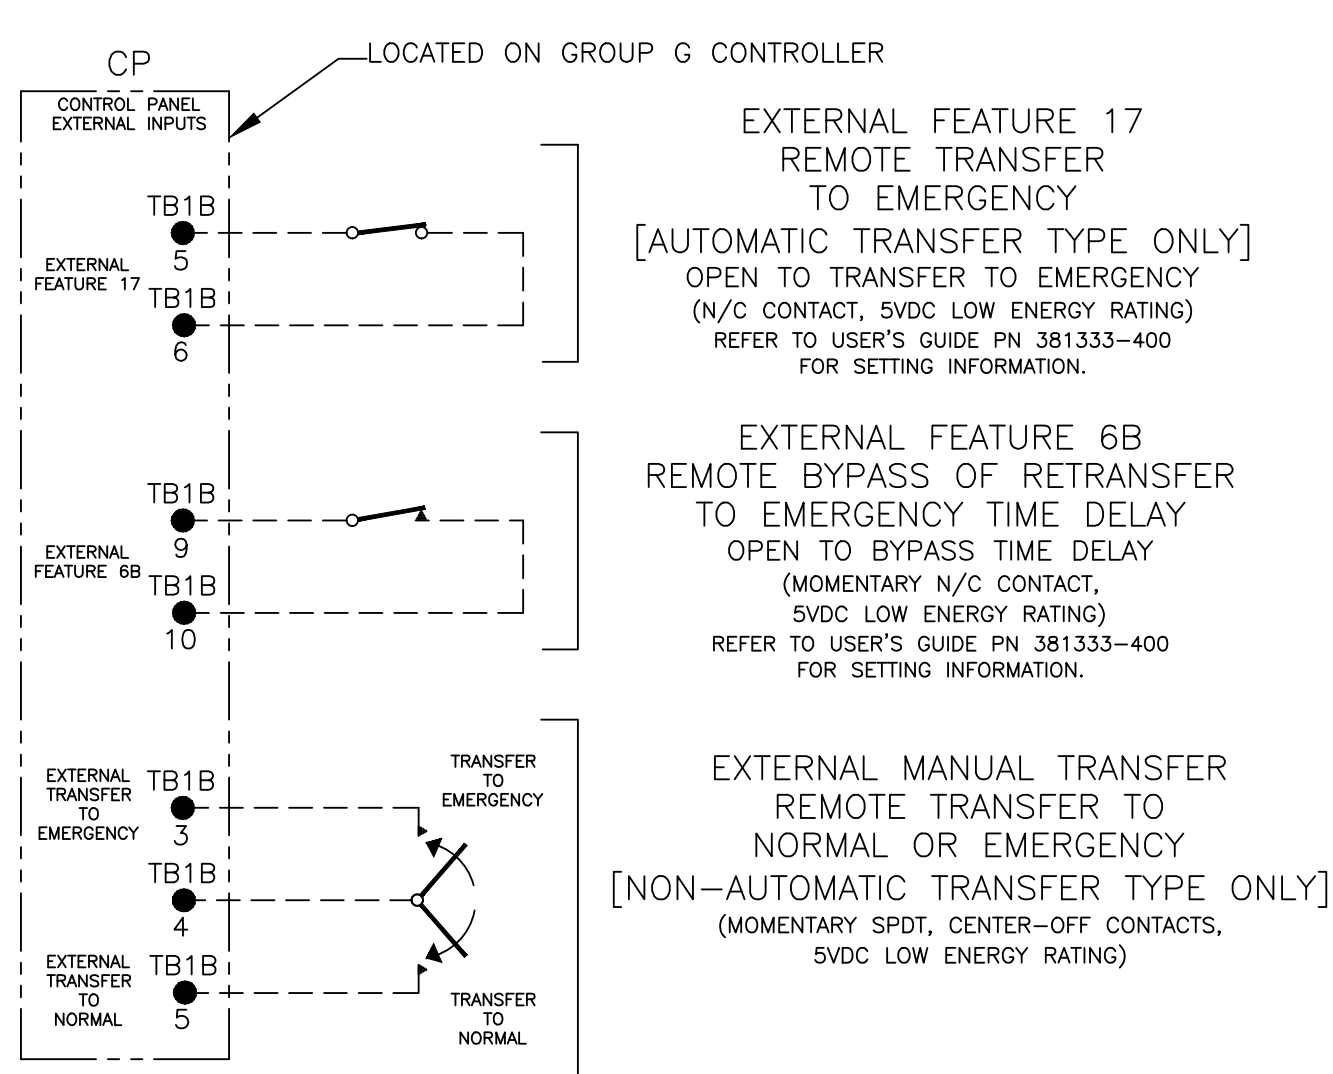 CP
LOCATED ON GROUP G CONTROLLER
CONTROL PANEL
EXTERNAL INPUTS
EXTERNAL FEATURE 17
REMOTE TRANSFER
TO EMERGENCY
[AUTOMATIC TRANSFER TYPE ONLY]
OPEN TO TRANSFER TO EMERGENCY
(N/C CONTACT, 5VDC LOW ENERGY RATING)
REFER TO USER'S GUIDE PN 381333-400
FOR SETTING INFORMATION.
TB1B
5
EXTERNAL
FEATURE 17
TB1B
6
EXTERNAL FEATURE 6B
REMOTE BYPASS OF RETRANSFER
TO EMERGENCY TIME DELAY
OPEN TO BYPASS TIME DELAY
(MOMENTARY N/C CONTACT,
5VDC LOW ENERGY RATING)
REFER TO USER'S GUIDE PN 381333-400
FOR SETTING INFORMATION.
TB1B
9
EXTERNAL
FEATURE 6B
TB1B
10
EXTERNAL
TRANSFER
TO
EMERGENCY
TB1B
3
TRANSFER
TO
EMERGENCY
TB1B
4
EXTERNAL
TRANSFER
TO
NORMAL
TB1B
5
TRANSFER
TO
NORMAL
EXTERNAL MANUAL TRANSFER
REMOTE TRANSFER TO
NORMAL OR EMERGENCY
[NON-AUTOMATIC TRANSFER TYPE ONLY]
(MOMENTARY SPDT, CENTER-OFF CONTACTS,
5VDC LOW ENERGY RATING)